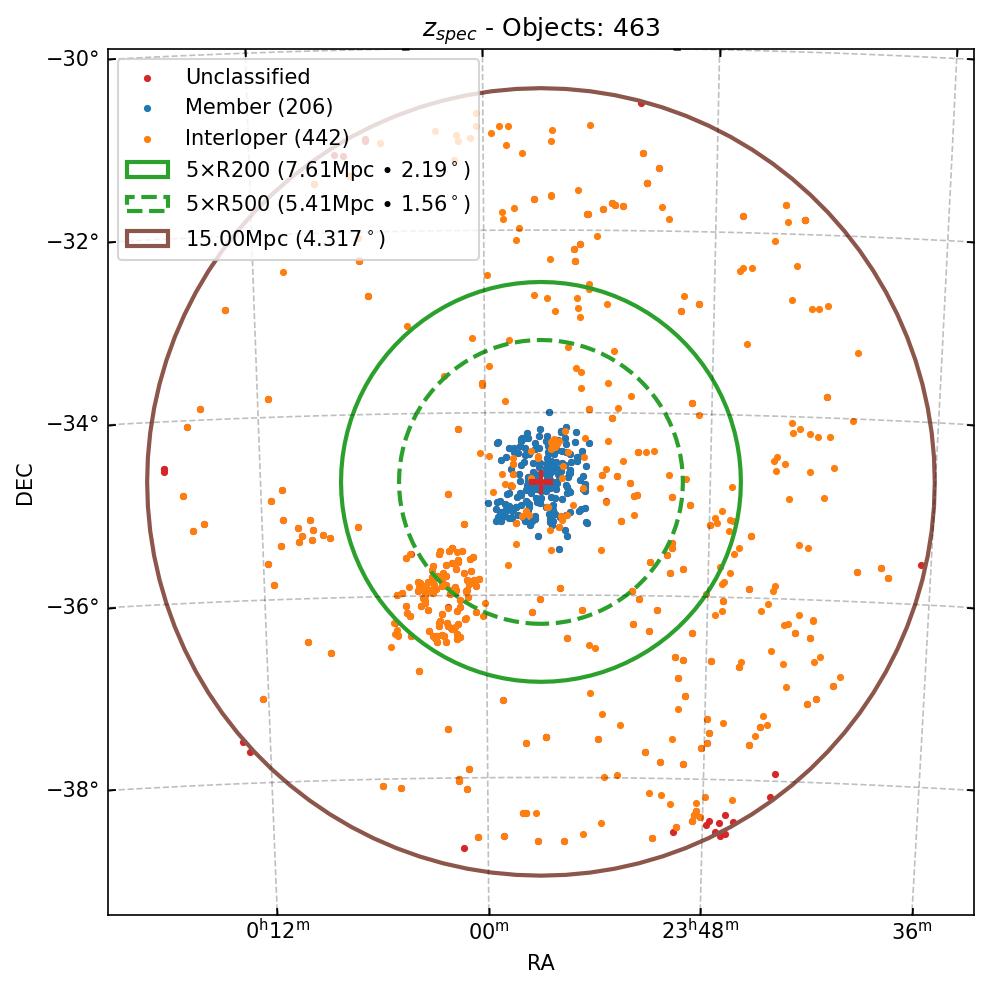 z_spec - Objects: 463
Unclassified
Member (206)
Interloper (442)
5×R200 (7.61Mpc • 2.19°)
5×R500 (5.41Mpc • 1.56°)
15.00Mpc (4.317°)
−30°
−32°
−34°
−36°
−38°
DEC
0ʰ12ᵐ
00ᵐ
23ʰ48ᵐ
36ᵐ
RA